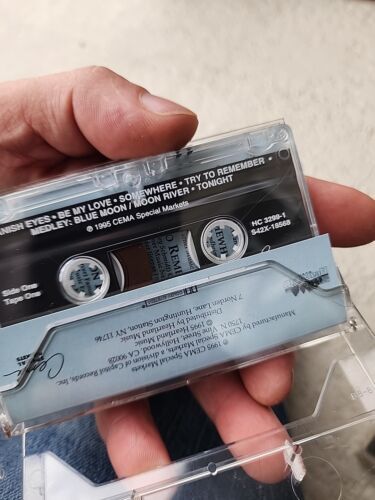 NISH EYES • BE MY LOVE • SOMEWHERE • TRY TO REMEMBER •
MEDLEY: BLUE MOON / MOON RIVER • TONIGHT
℗ 1995 CEMA Special Markets
Side One
Tape One
HC 3299-1
S42X-18568
O REME
Manufactured by CEMA Special Markets, a division of Capitol Records, Inc.
1750 N. Vine Street, Hollywood, CA 90028
© 1995 CEMA Special Markets
Distributed by Heartland Music
© 1995 Heartland Music
7 Norden Lane, Huntington Station, NY 11746